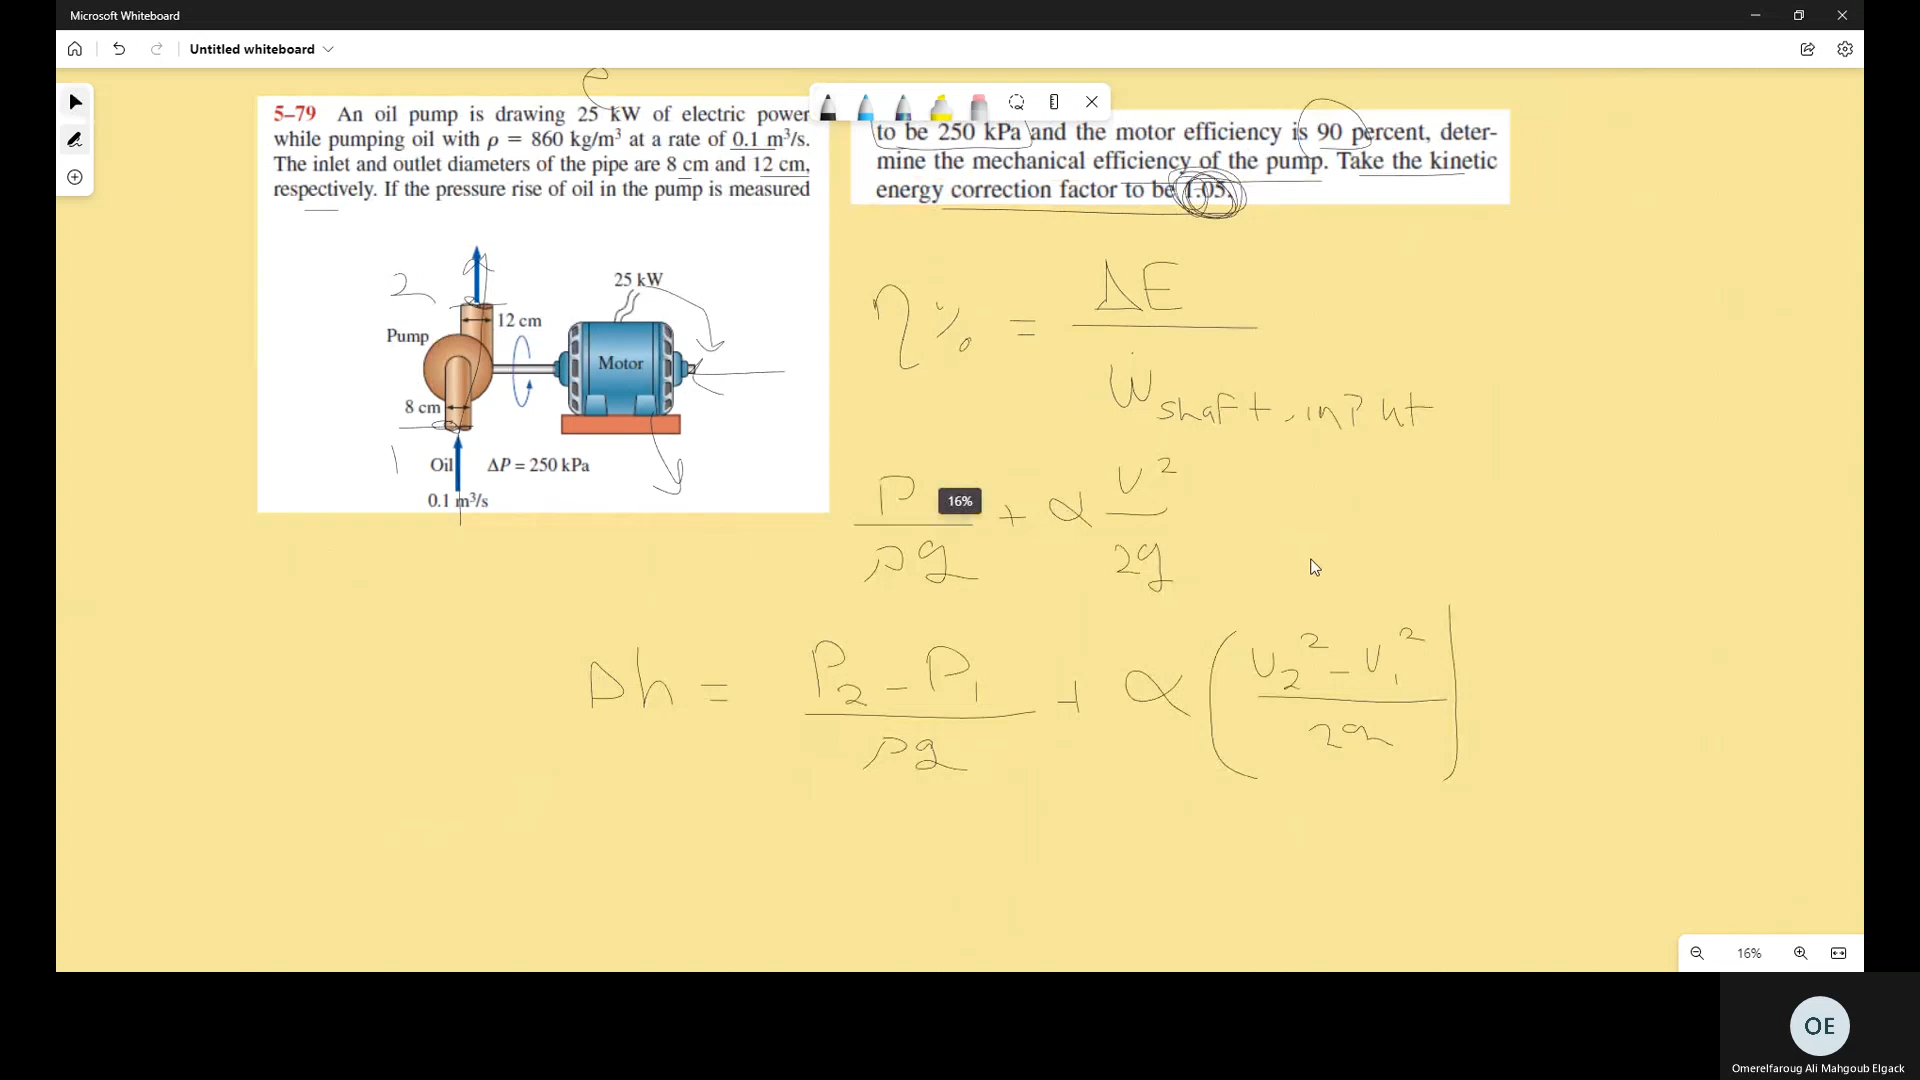 Microsoft Whiteboard
Untitled whiteboard
5–79 An oil pump is drawing 25 kW of electric power
while pumping oil with ρ = 860 kg/m³ at a rate of 0.1 m³/s.
The inlet and outlet diameters of the pipe are 8 cm and 12 cm,
respectively. If the pressure rise of oil in the pump is measured
to be 250 kPa and the motor efficiency is 90 percent, deter-
mine the mechanical efficiency of the pump. Take the kinetic
energy correction factor to be 1.05.
e
2
25 kW
12 cm
Pump
Motor
8 cm
1
Oil
ΔP = 250 kPa
0.1 m³/s
η% = ΔE / Ẇ shaft, input
P / ρg + α V² / 2g
16%
Δh = P₂ – P₁ / ρg + α ( V₂² – V₁² / 2g )
16%
OE
Omerelfaroug Ali Mahgoub Elgack